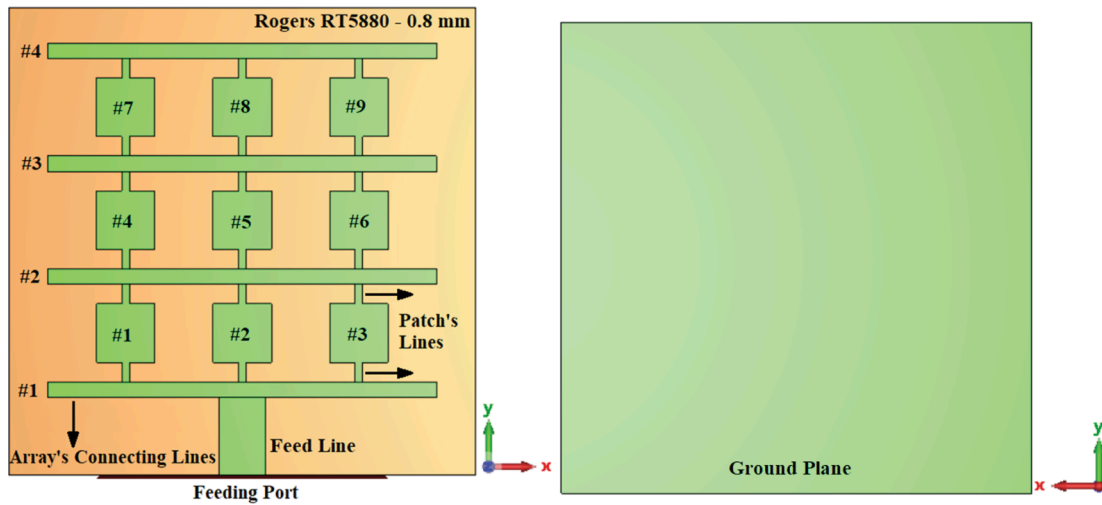 Rogers RT5880 - 0.8 mm
#4
#7 #8 #9
#3
#4 #5 #6
#2
Patch's
Lines
#1 #2 #3
#1
Feed Line
Array's Connecting Lines
Feeding Port
y
x
Ground Plane
y
x